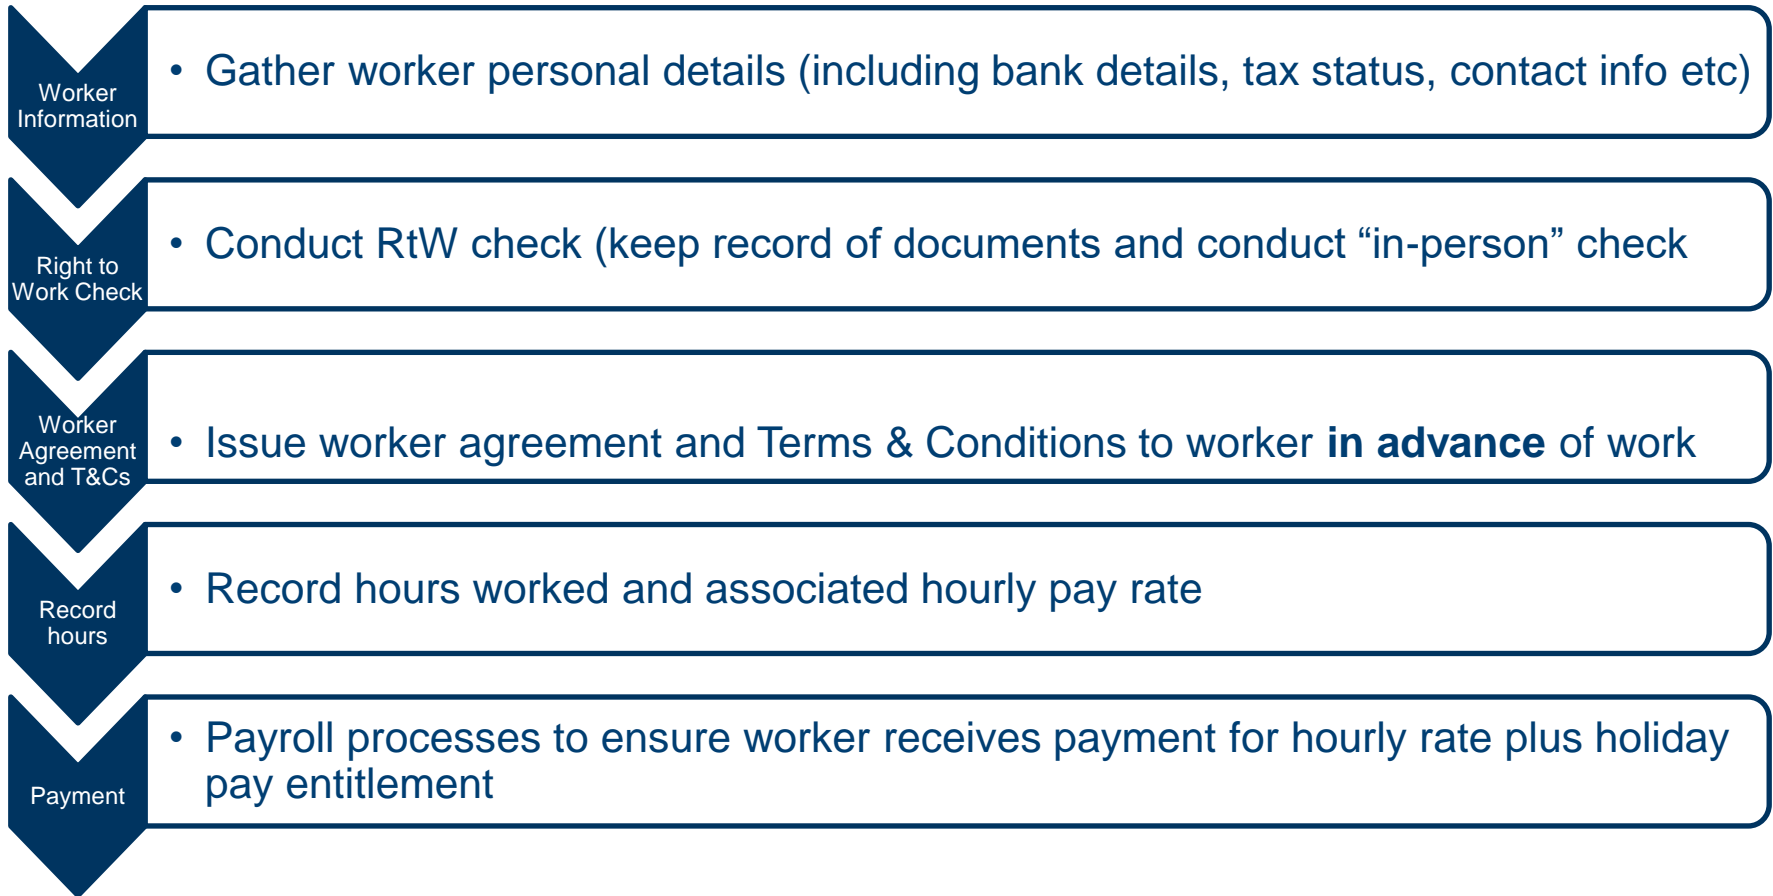 Worker
Information
• Gather worker personal details (including bank details, tax status, contact info etc)
Right to
Work Check
• Conduct RtW check (keep record of documents and conduct “in-person” check
Worker
Agreement
and T&Cs
• Issue worker agreement and Terms & Conditions to worker in advance of work
Record
hours
• Record hours worked and associated hourly pay rate
Payment
• Payroll processes to ensure worker receives payment for hourly rate plus holiday
pay entitlement